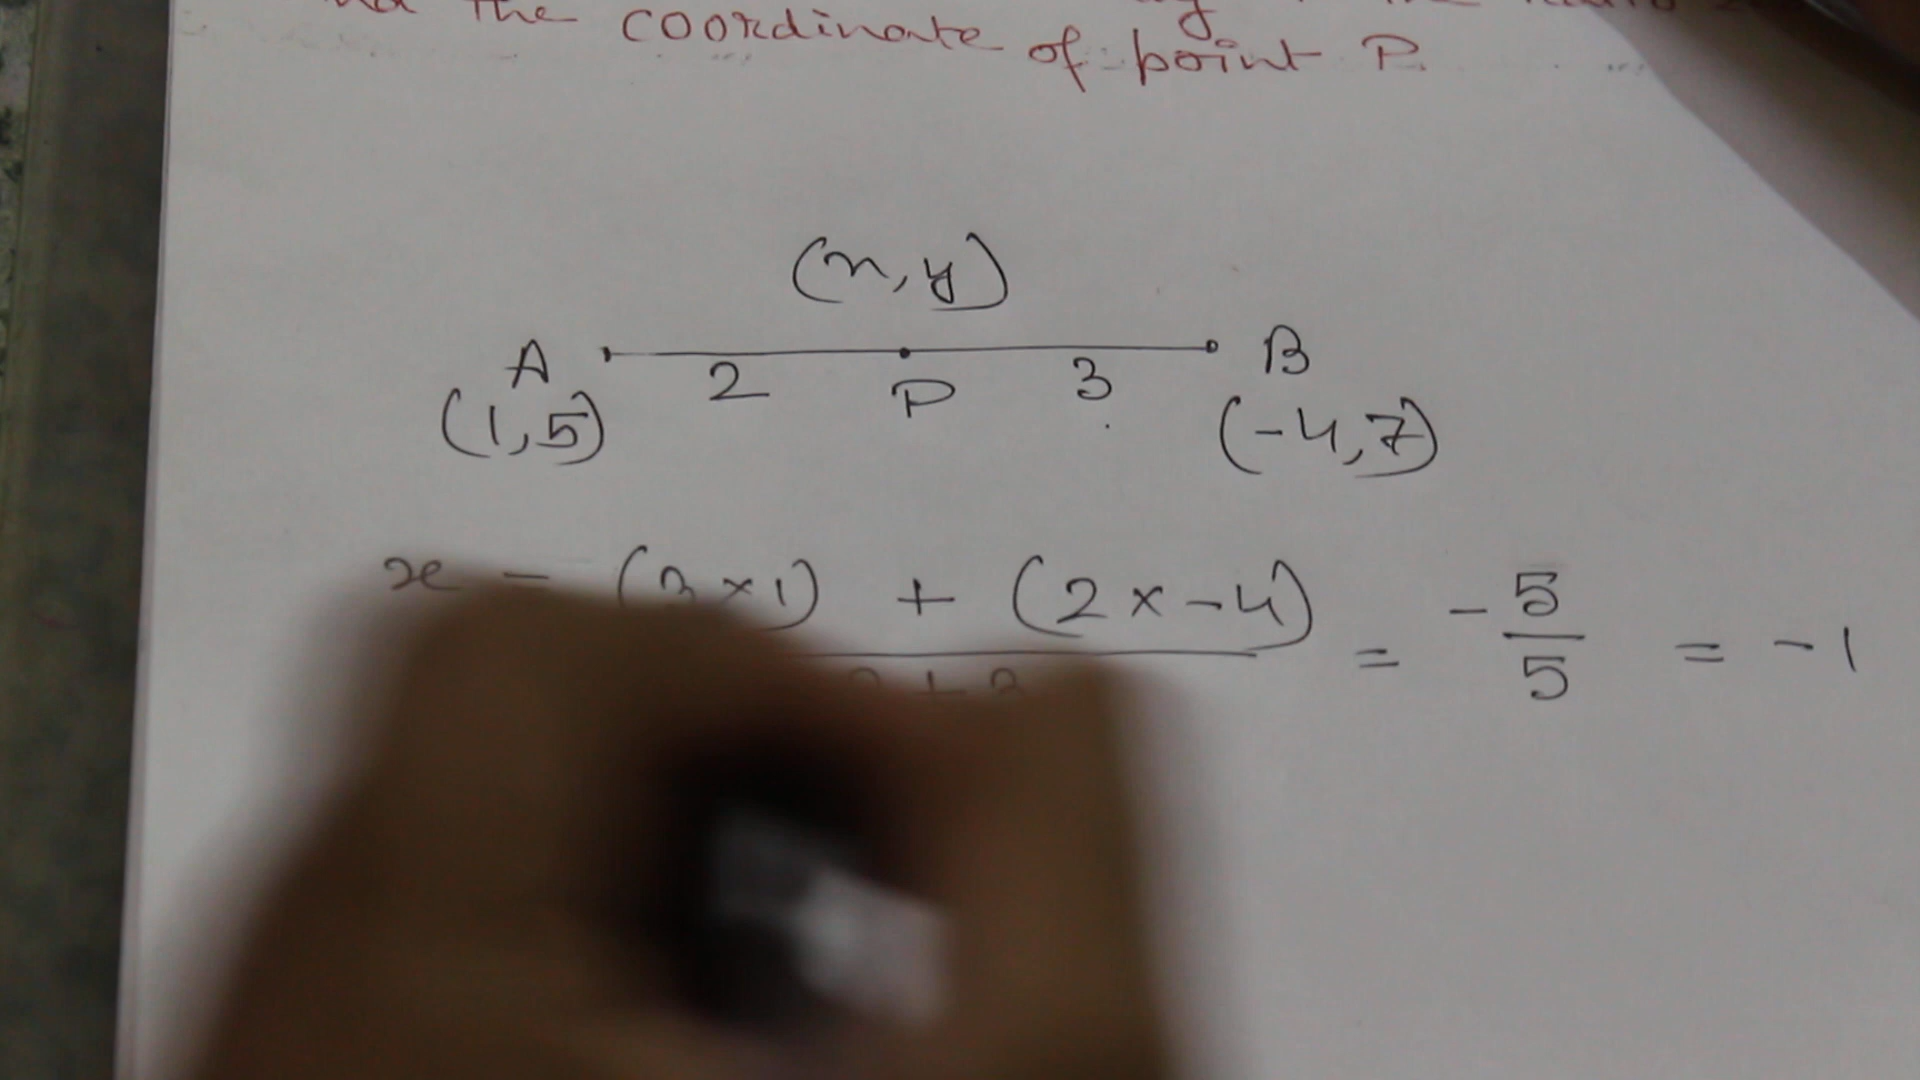 the coordinate of point P.
(x, y)
A 2 P 3 B
(1,5) (-4,7)
x = (3×1) + (2×-4) = -5/5 = -1